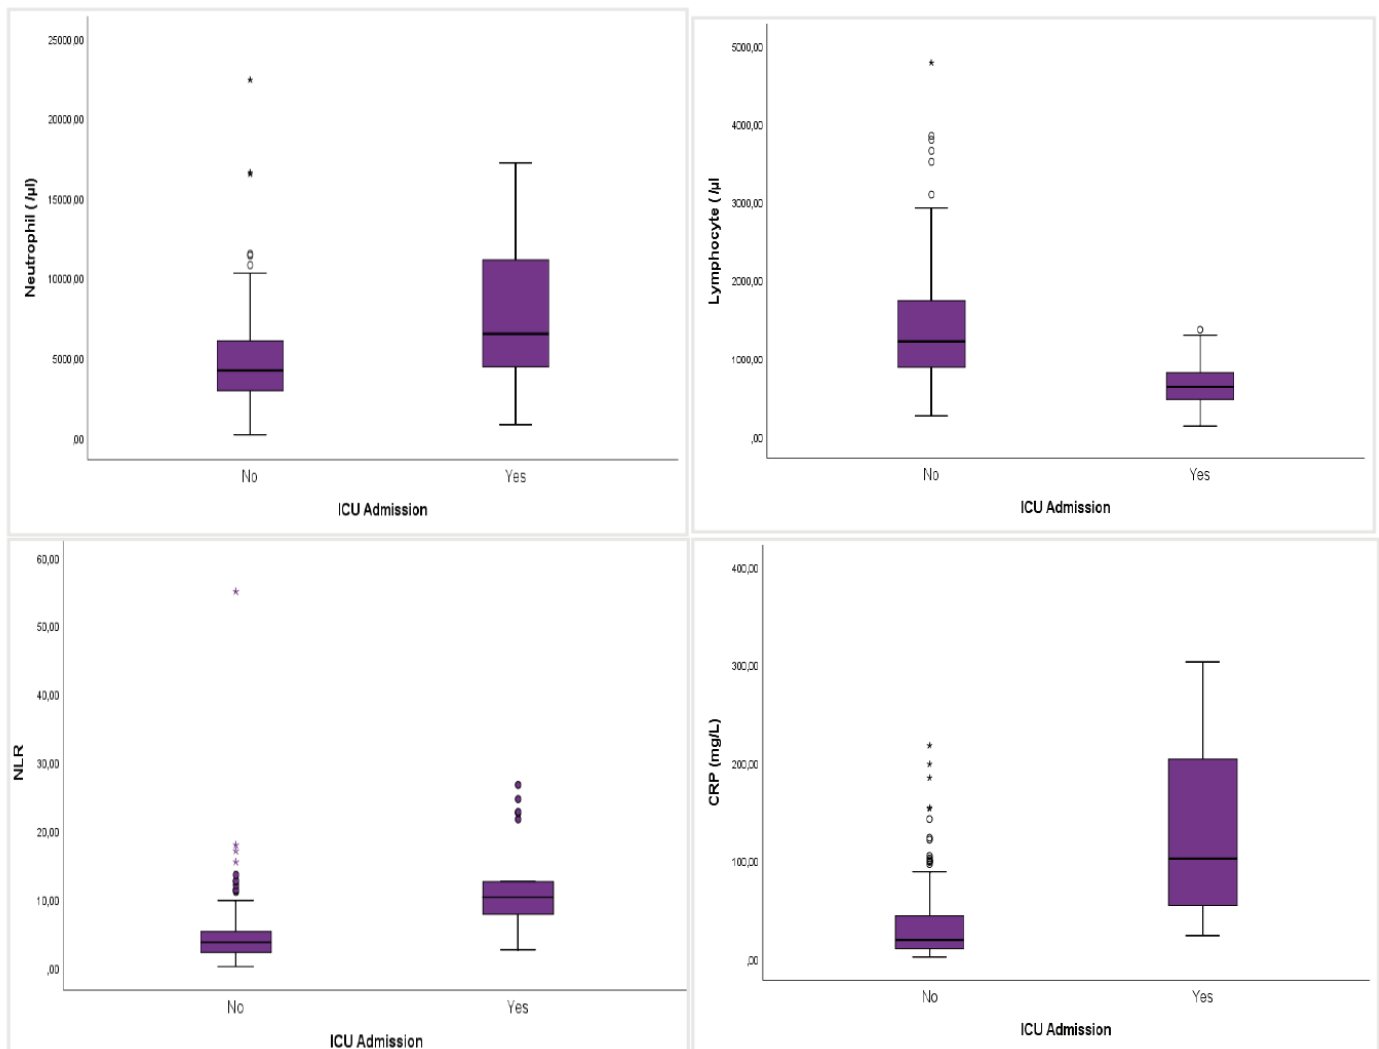 25000,00
20000,00
15000,00
10000,00
5000,00
,00
Neutrophil ( /µl)
No
Yes
ICU Admission
5000,00
4000,00
3000,00
2000,00
1000,00
,00
Lymphocyte ( /µl
No
Yes
ICU Admission
60,00
50,00
40,00
30,00
20,00
10,00
,00
NLR
No
Yes
ICU Admission
400,00
300,00
200,00
100,00
,00
CRP (mg/L)
No
Yes
ICU Admission